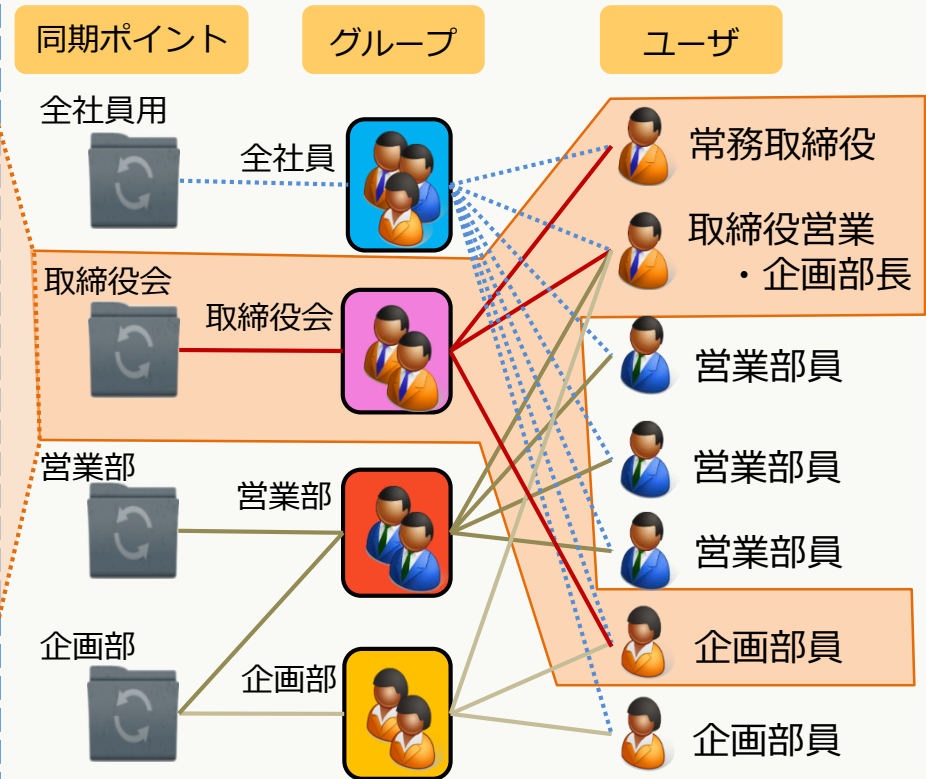 同期ポイント
グループ
ユーザ
全社員用
全社員
常務取締役
取締役営業
・企画部長
取締役会
取締役会
営業部員
営業部
営業部
営業部員
営業部員
企画部
企画部
企画部員
企画部員